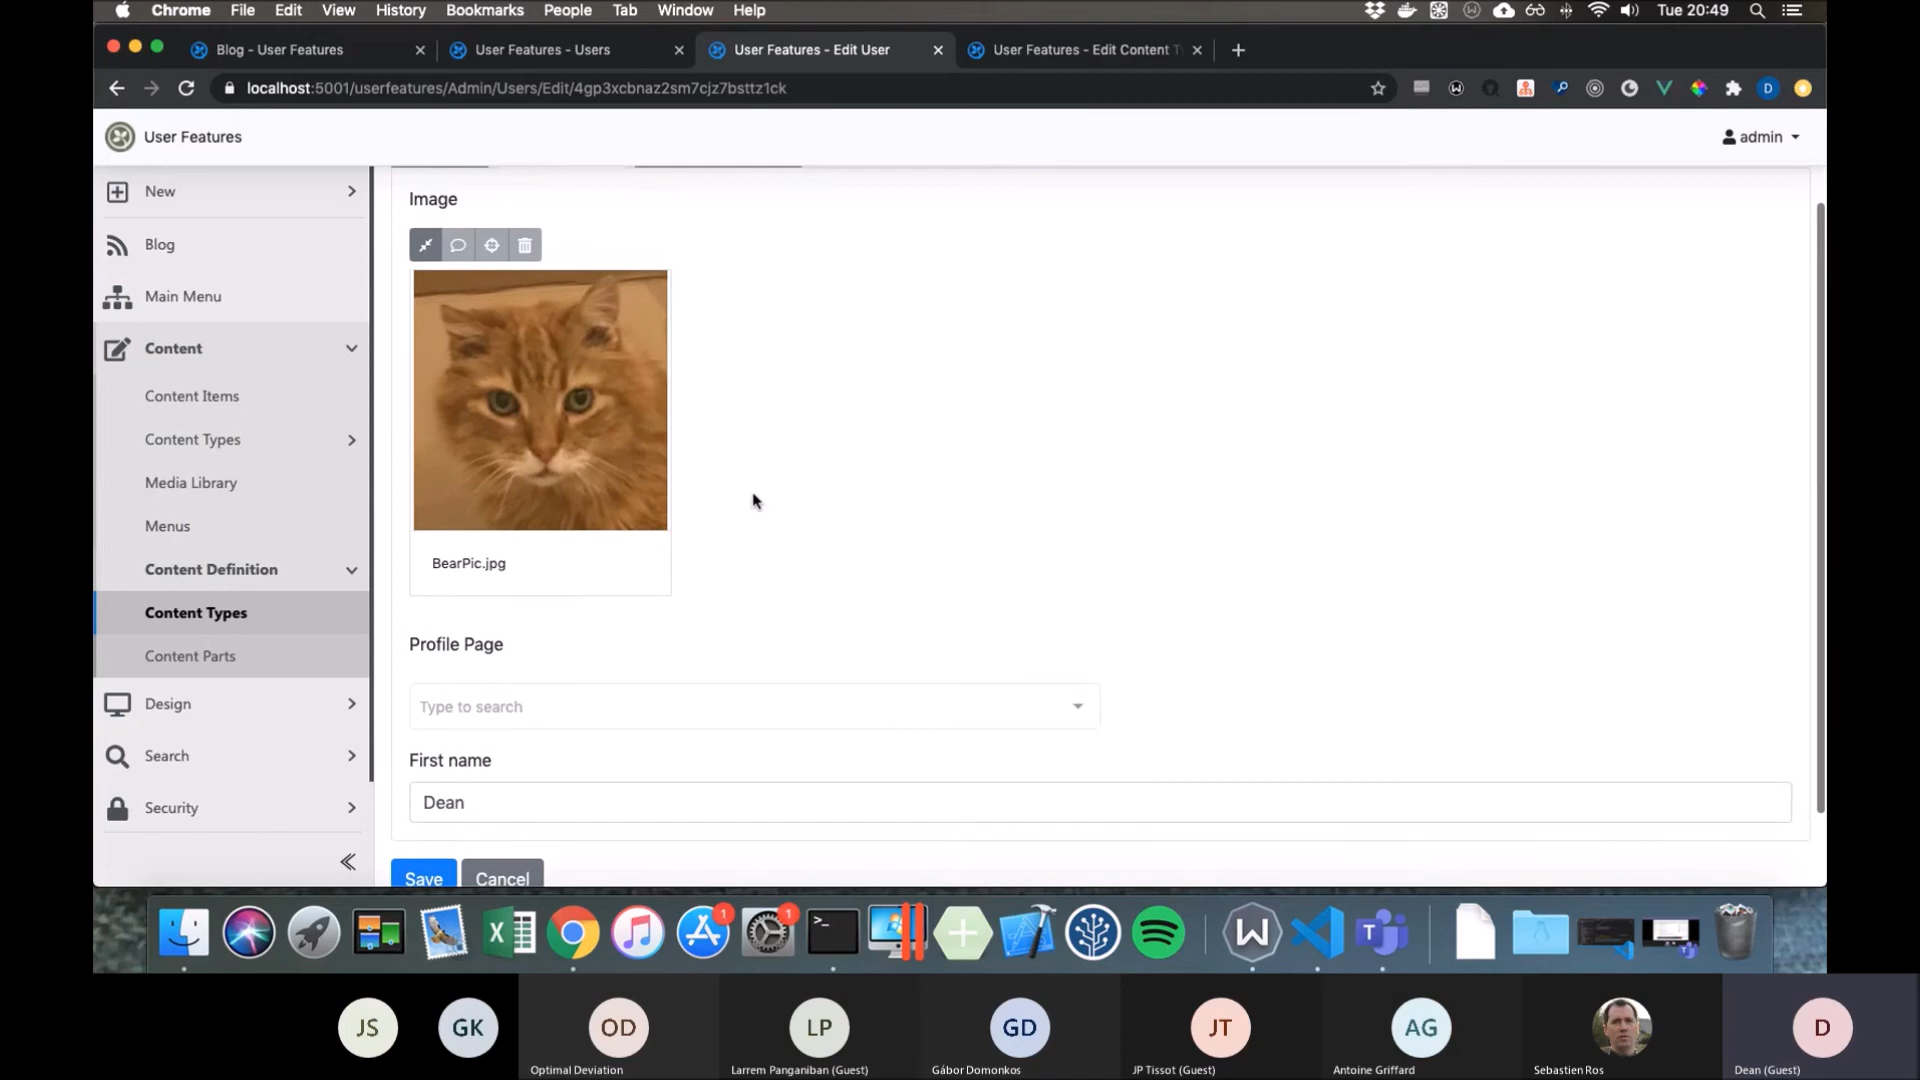 Chrome File Edit View History Bookmarks People Tab Window Help Tue 20:49
Blog - User Features
User Features - Users
User Features - Edit User
User Features - Edit Content T
localhost:5001/userfeatures/Admin/Users/Edit/4gp3xcbnaz2sm7cjz7bsttz1ck
User Features
admin
New
Blog
Main Menu
Content
Content Items
Content Types
Media Library
Menus
Content Definition
Content Types
Content Parts
Design
Search
Security
Image
BearPic.jpg
Profile Page
Type to search
First name
Dean
Save Cancel
JS
GK
OD
Optimal Deviation
LP
Larrem Panganiban (Guest)
GD
Gábor Domonkos
JT
JP Tissot (Guest)
AG
Antoine Griffard
Sebastien Ros
D
Dean (Guest)